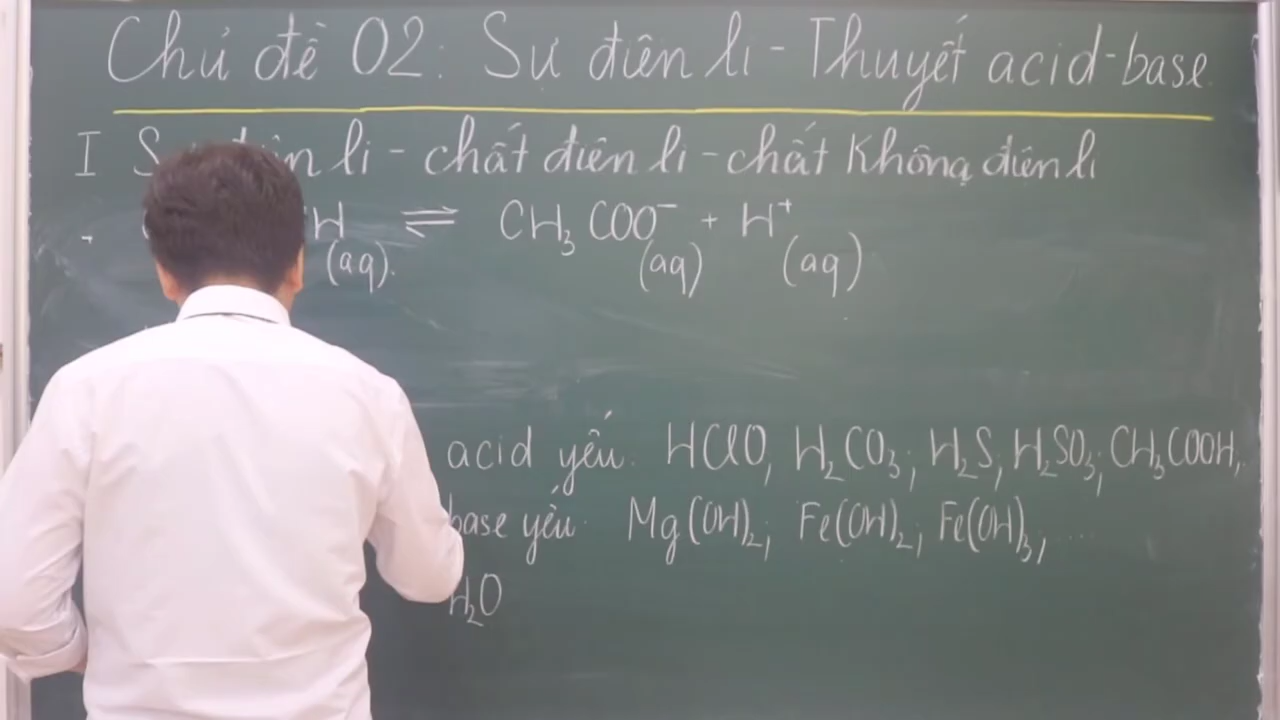 Chủ đề 02: Sự điện li - Thuyết acid-base
I li - chất điện li - chất không điện li
H ⇌ CH₃COO⁻ + H⁺
(aq). (aq) (aq)
acid yếu: HClO, H₂CO₃; H₂S, H₂SO₃; CH₃COOH,..
base yếu: Mg(OH)₂; Fe(OH)₂; Fe(OH)₃, ....
H₂O